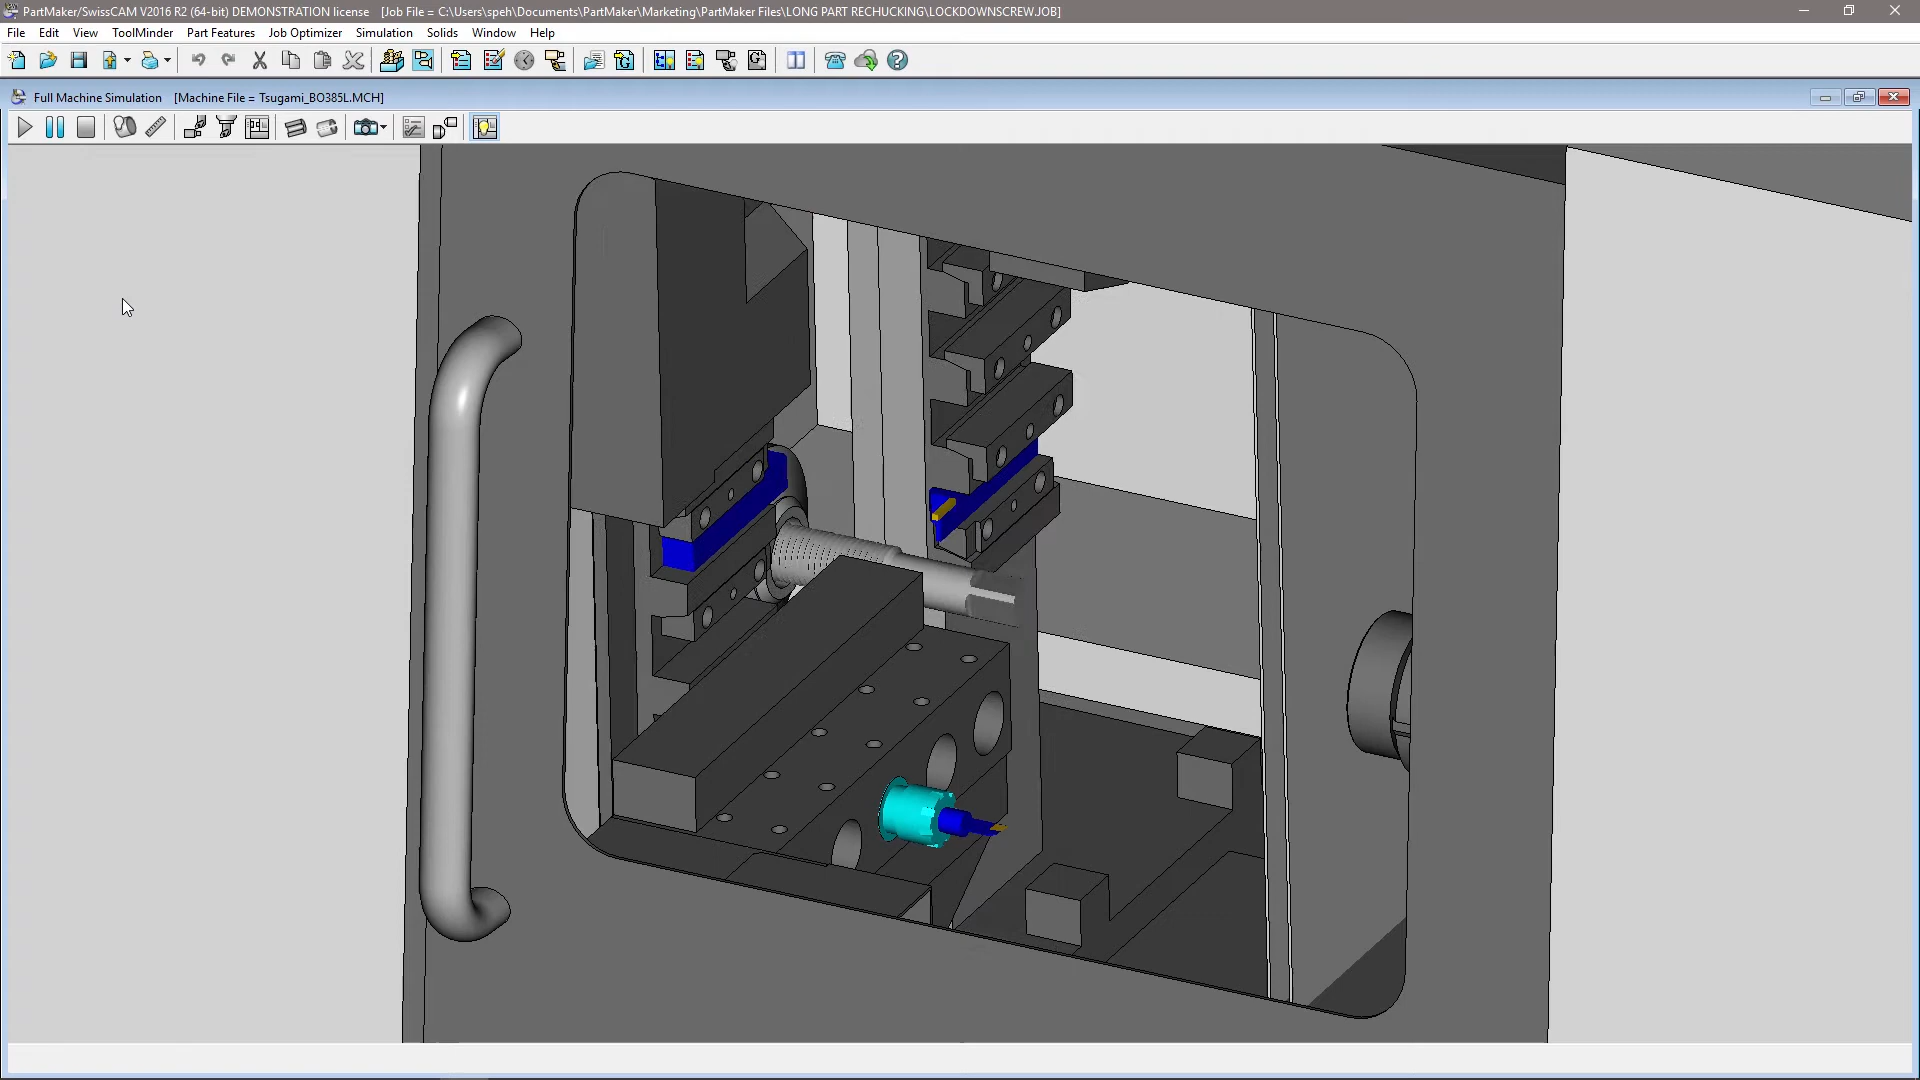 PartMaker/SwissCAM V2016 R2 (64-bit) DEMONSTRATION license [Job File = C:\Users\speh\Documents\PartMaker\Marketing\PartMaker Files\LONG PART RECHUCKING\LOCKDOWNSCREW.JOB]
File Edit View ToolMinder Part Features Job Optimizer Simulation Solids Window Help
Full Machine Simulation [Machine File = Tsugami_BO385L.MCH]